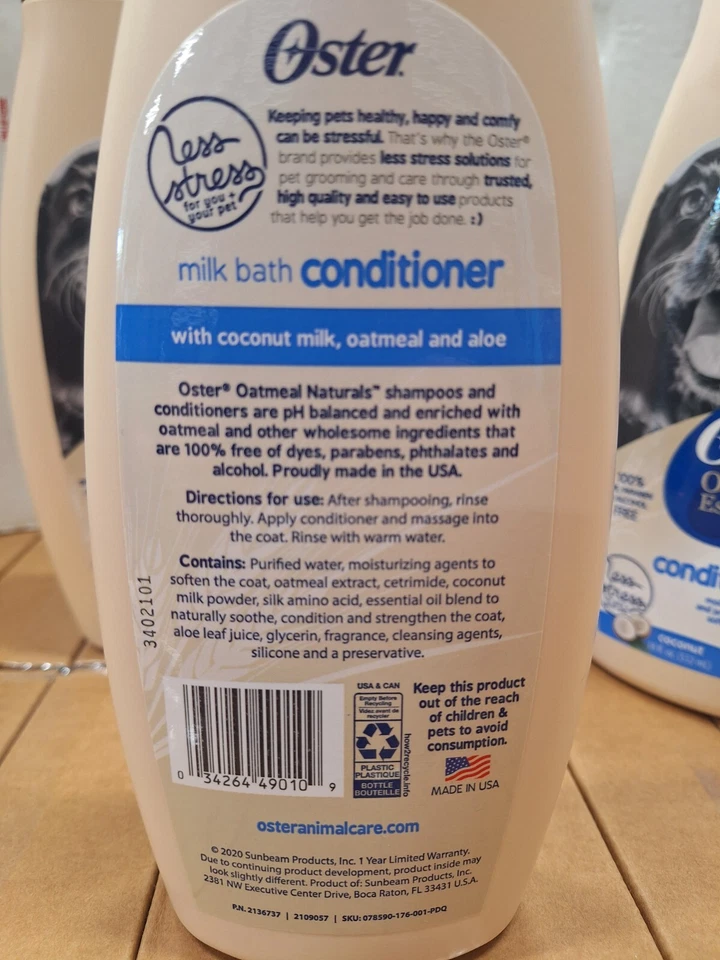 Oster®
less
stress
for you +
your pet
Keeping pets healthy, happy and comfy
can be stressful. That's why the Oster®
brand provides less stress solutions for
pet grooming and care through trusted,
high quality and easy to use products
that help you get the job done. :)
milk bath conditioner
with coconut milk, oatmeal and aloe
Oster® Oatmeal Naturals™ shampoos and
conditioners are pH balanced and enriched with
oatmeal and other wholesome ingredients that
are 100% free of dyes, parabens, phthalates and
alcohol. Proudly made in the USA.
Directions for use: After shampooing, rinse
thoroughly. Apply conditioner and massage into
the coat. Rinse with warm water.
Contains: Purified water, moisturizing agents to
soften the coat, oatmeal extract, cetrimide, coconut
milk powder, silk amino acid, essential oil blend to
naturally soothe, condition and strengthen the coat,
aloe leaf juice, glycerin, fragrance, cleansing agents,
silicone and a preservative.
3402101
0 34264 49010 9
USA & CAN
Empty Before
Recycling
Videz avant de
recycler
PLASTIC
PLASTIQUE
BOTTLE
BOUTEILLE
how2recycle.info
Keep this product
out of the reach
of children &
pets to avoid
consumption.
MADE IN USA
osteranimalcare.com
© 2020 Sunbeam Products, Inc. 1 Year Limited Warranty.
Due to continuing product development, product inside may
look slightly different. Product of: Sunbeam Products, Inc.
2381 NW Executive Center Drive, Boca Raton, FL 33431 U.S.A.
P.N. 2136737 | 2109057 | SKU: 078590-176-001-PDQ
100%
FREE
condi
coconut